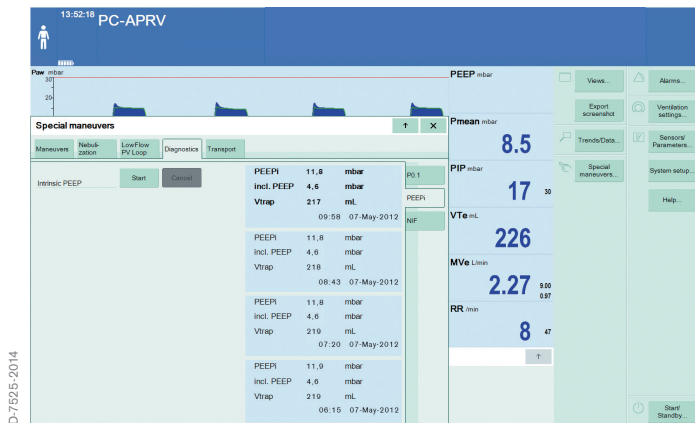 13:52:18 PC-APRV
Paw mbar
30
20
PEEP mbar
Pmean mbar
8.5
PIP mbar
17 30
VTe mL
226
MVe L/min
2.27 9.00
0.97
RR /min
8 47
Special maneuvers
Maneuvers
Nebuli-
zation
LowFlow
PV Loop
Diagnostics
Transport
Intrinsic PEEP
Start
Cancel
PEEPi 11,8 mbar
incl. PEEP 4,6 mbar
Vtrap 217 mL
09:58 07-May-2012
PEEPi 11,8 mbar
incl. PEEP 4,6 mbar
Vtrap 218 mL
08:43 07-May-2012
PEEPi 11,8 mbar
incl. PEEP 4,6 mbar
Vtrap 219 mL
07:20 07-May-2012
PEEPi 11,9 mbar
incl. PEEP 4,6 mbar
Vtrap 219 mL
06:15 07-May-2012
P0.1
PEEPi
NIF
Views...
Export
screenshot
Trends/Data...
Special
maneuvers...
Alarms...
Ventilation
settings...
Sensors/
Parameters...
System setup...
Help...
Start/
Standby...
D-7525-2014